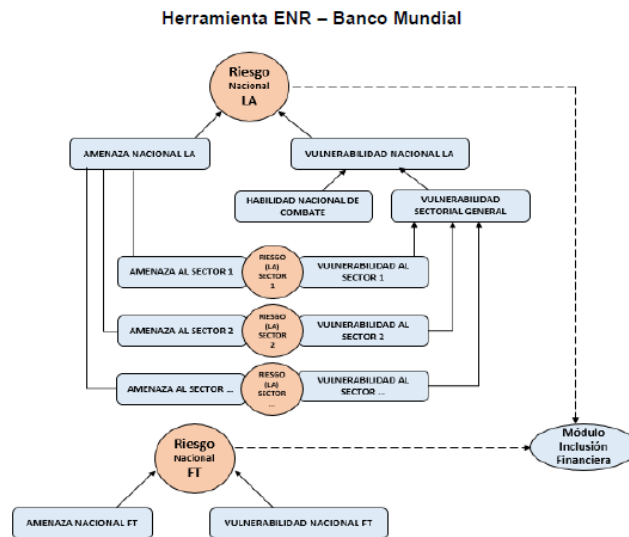 Herramienta ENR – Banco Mundial
Riesgo
Nacional
LA
AMENAZA NACIONAL LA
VULNERABILIDAD NACIONAL LA
HABILIDAD NACIONAL DE
COMBATE
VULNERABILIDAD
SECTORIAL GENERAL
AMENAZA AL SECTOR 1
RIESGO
(LA)
SECTOR
1
VULNERABILIDAD AL
SECTOR 1
AMENAZA AL SECTOR 2
RIESGO
(LA)
SECTOR
2
VULNERABILIDAD AL
SECTOR 2
AMENAZA AL SECTOR ...
RIESGO
(LA)
SECTOR
...
VULNERABILIDAD AL
SECTOR ...
Riesgo
Nacional
FT
Módulo
Inclusión
Financiera
AMENAZA NACIONAL FT
VULNERABILIDAD NACIONAL FT